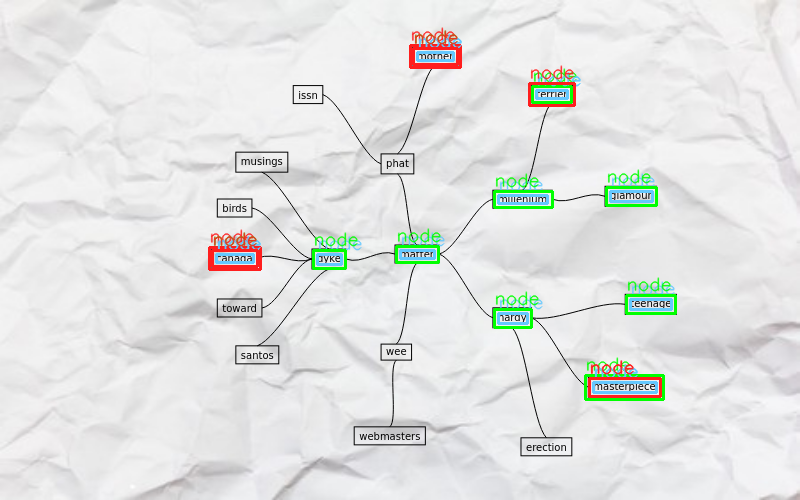 node
mother
node
terrier
issn
musings
phat
node
glamour
node
millenium
birds
node
canada
node
dyke
node
matter
node
teenage
toward
node
hardy
santos
wee
node
masterpiece
webmasters
erection